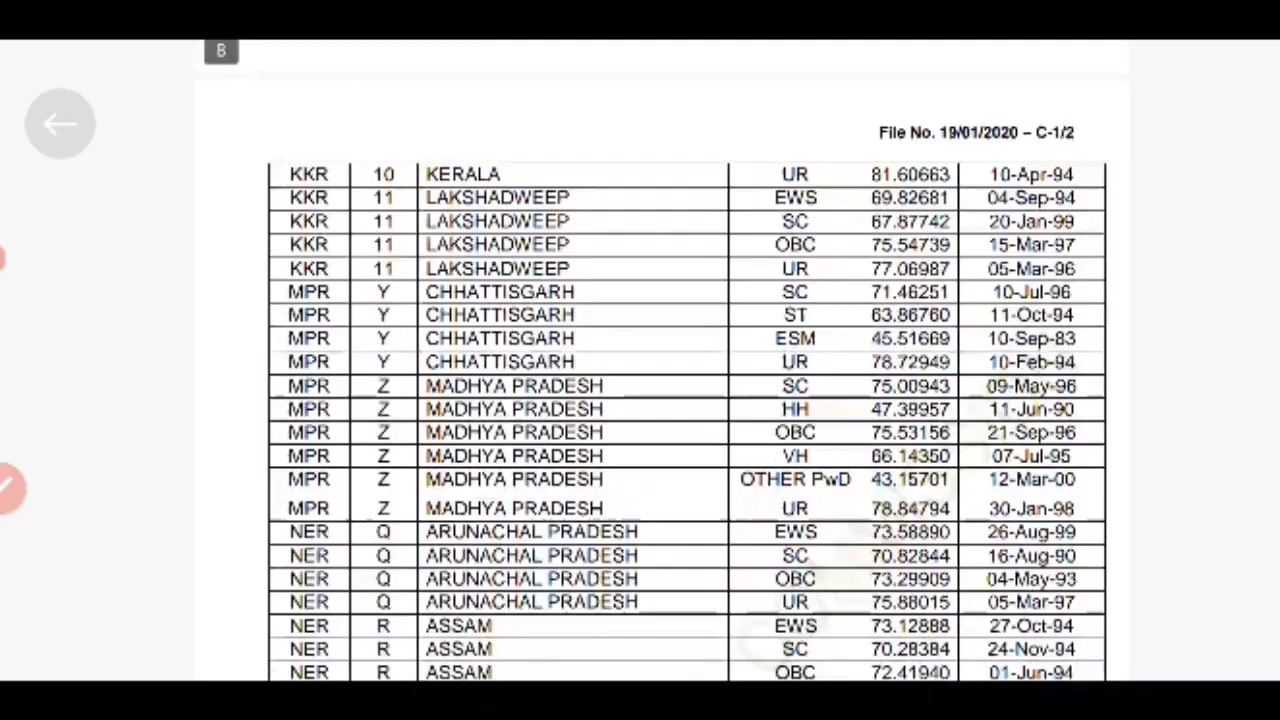 8
File No. 19/01/2020 – C-1/2
KKR 10 KERALA UR 81.60663 10-Apr-94
KKR 11 LAKSHADWEEP EWS 69.82681 04-Sep-94
KKR 11 LAKSHADWEEP SC 67.87742 20-Jan-99
KKR 11 LAKSHADWEEP OBC 75.54739 15-Mar-97
KKR 11 LAKSHADWEEP UR 77.06987 05-Mar-96
MPR Y CHHATTISGARH SC 71.46251 10-Jul-96
MPR Y CHHATTISGARH ST 63.86760 11-Oct-94
MPR Y CHHATTISGARH ESM 45.51669 10-Sep-83
MPR Y CHHATTISGARH UR 78.72949 10-Feb-94
MPR Z MADHYA PRADESH SC 75.00943 09-May-96
MPR Z MADHYA PRADESH HH 47.39957 11-Jun-90
MPR Z MADHYA PRADESH OBC 75.53156 21-Sep-96
MPR Z MADHYA PRADESH VH 66.14350 07-Jul-95
MPR Z MADHYA PRADESH OTHER PwD 43.15701 12-Mar-00
MPR Z MADHYA PRADESH UR 78.84794 30-Jan-98
NER Q ARUNACHAL PRADESH EWS 73.58890 26-Aug-99
NER Q ARUNACHAL PRADESH SC 70.82844 16-Aug-90
NER Q ARUNACHAL PRADESH OBC 73.29909 04-May-93
NER Q ARUNACHAL PRADESH UR 75.88015 05-Mar-97
NER R ASSAM EWS 73.12888 27-Oct-94
NER R ASSAM SC 70.28384 24-Nov-94
NER R ASSAM OBC 72.41940 01-Jun-94